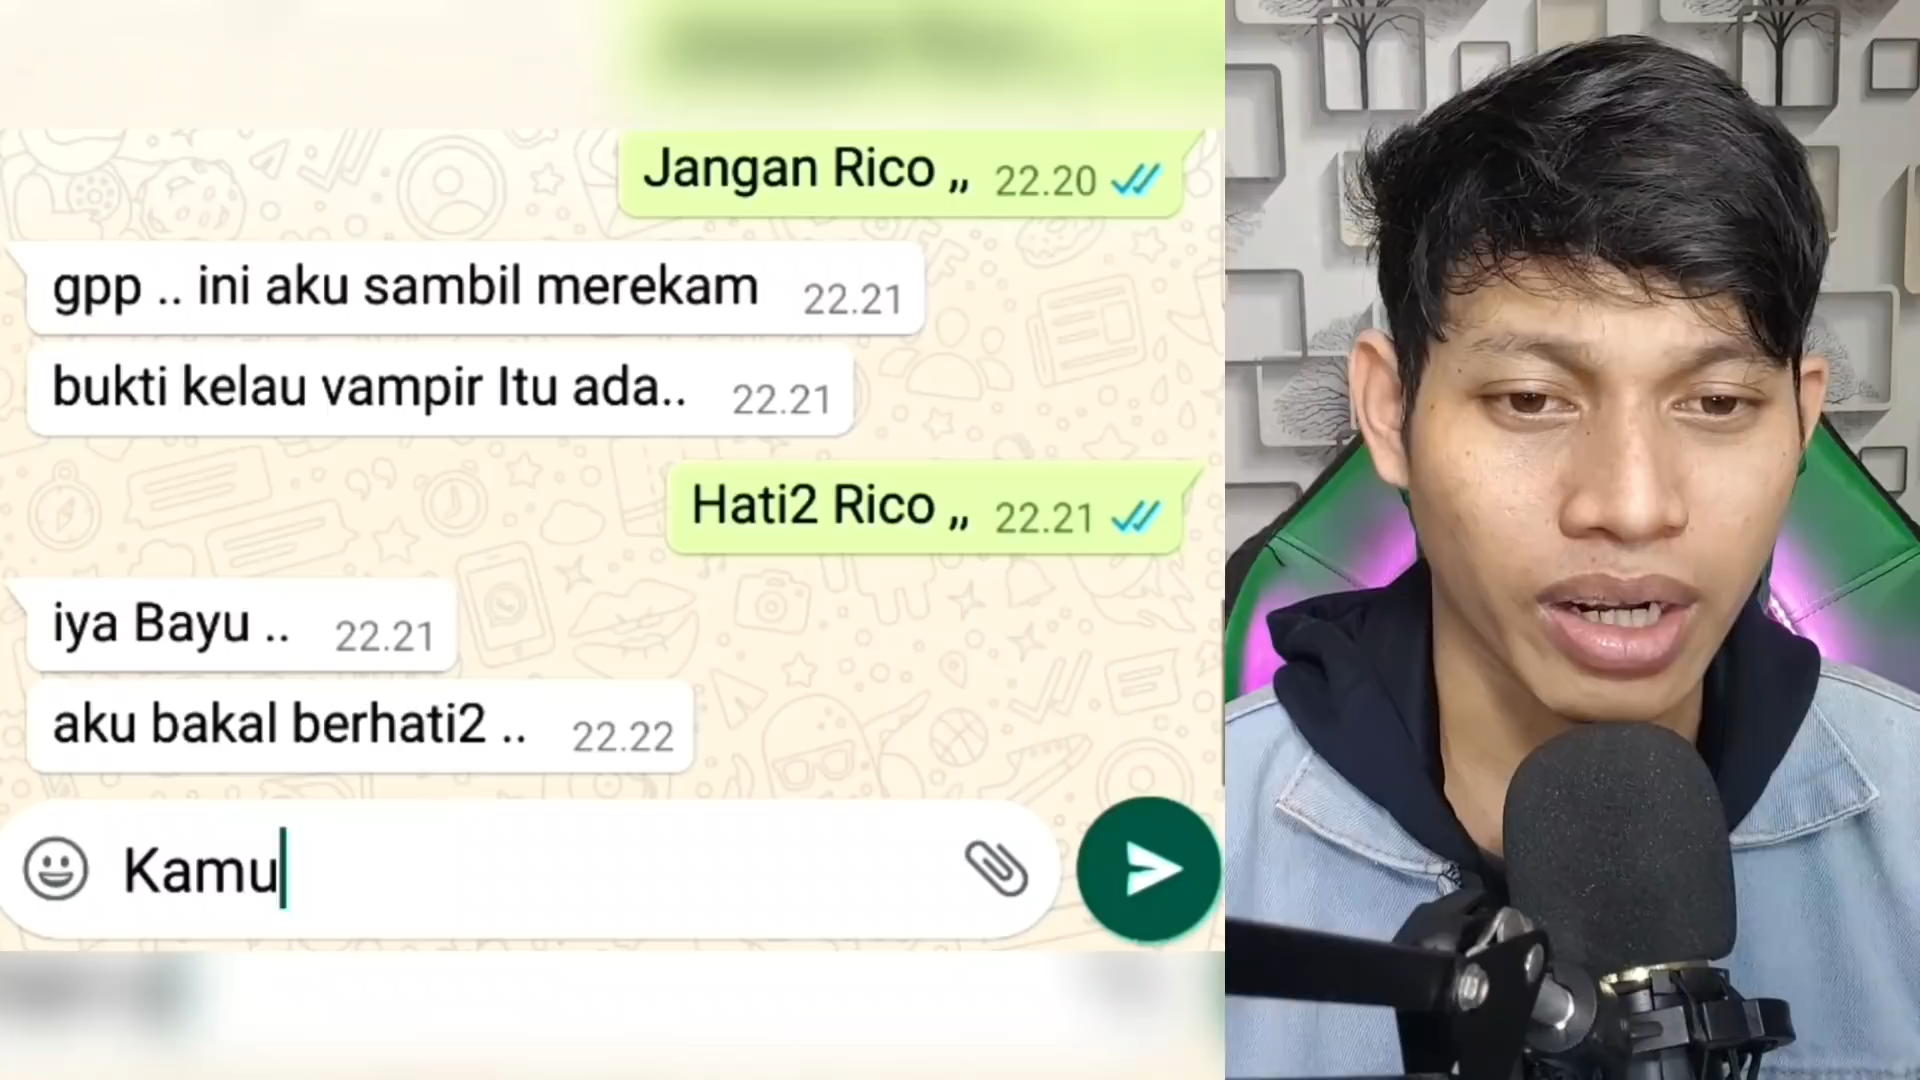 Jangan Rico ,, 22.20
gpp .. ini aku sambil merekam 22.21
bukti kelau vampir Itu ada.. 22.21
Hati2 Rico ,, 22.21
iya Bayu .. 22.21
aku bakal berhati2 .. 22.22
Kamu